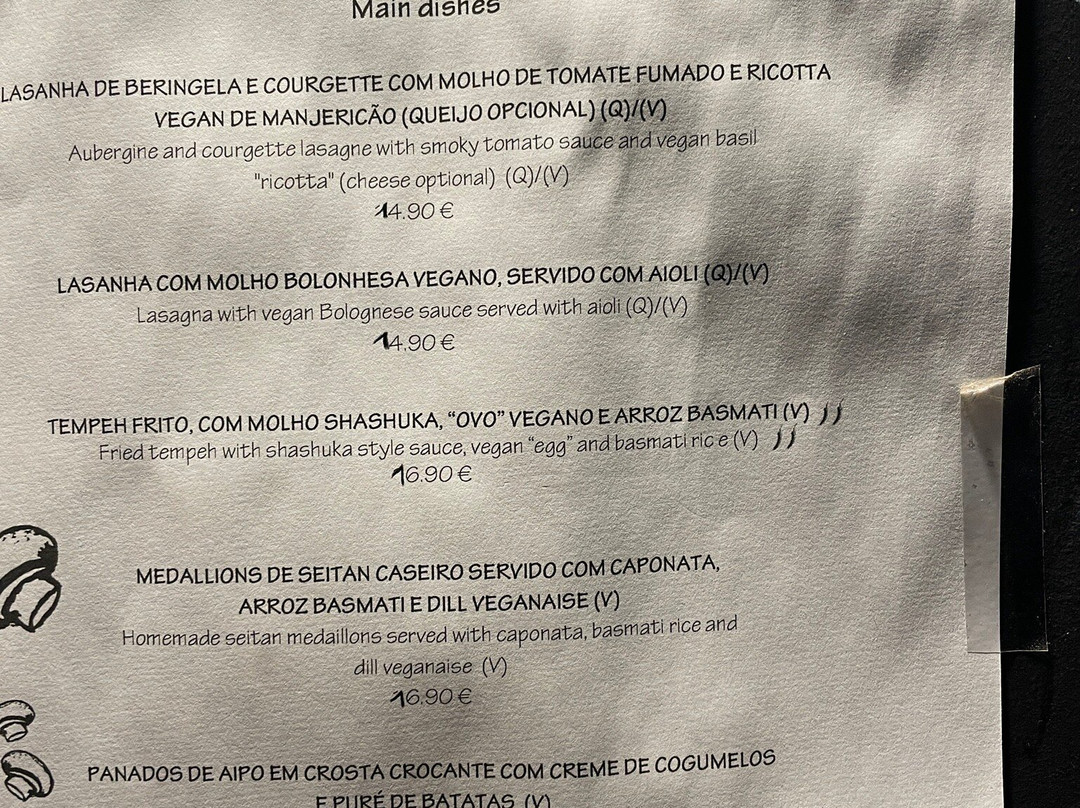 Main dishes
LASANHA DE BERINGELA E COURGETTE COM MOLHO DE TOMATE FUMADO E RICOTTA
VEGAN DE MANJERICÃO (QUEIJO OPCIONAL) (Q)/(V)
Aubergine and courgette lasagne with smoky tomato sauce and vegan basil
"ricotta" (cheese optional) (Q)/(V)
14.90 €
LASANHA COM MOLHO BOLONHESA VEGANO, SERVIDO COM AIOLI (Q)/(V)
Lasagna with vegan Bolognese sauce served with aioli (Q)/(V)
14.90 €
TEMPEH FRITO, COM MOLHO SHASHUKA, “OVO” VEGANO E ARROZ BASMATI (V)
Fried tempeh with shashuka style sauce, vegan “egg” and basmati ric e (V)
16.90 €
MEDALLIONS DE SEITAN CASEIRO SERVIDO COM CAPONATA,
ARROZ BASMATI E DILL VEGANAISE (V)
Homemade seitan medaillons served with caponata, basmati rice and
dill veganaise (V)
16.90 €
PANADOS DE AIPO EM CROSTA CROCANTE COM CREME DE COGUMELOS
E PURÉ DE BATATAS (V)